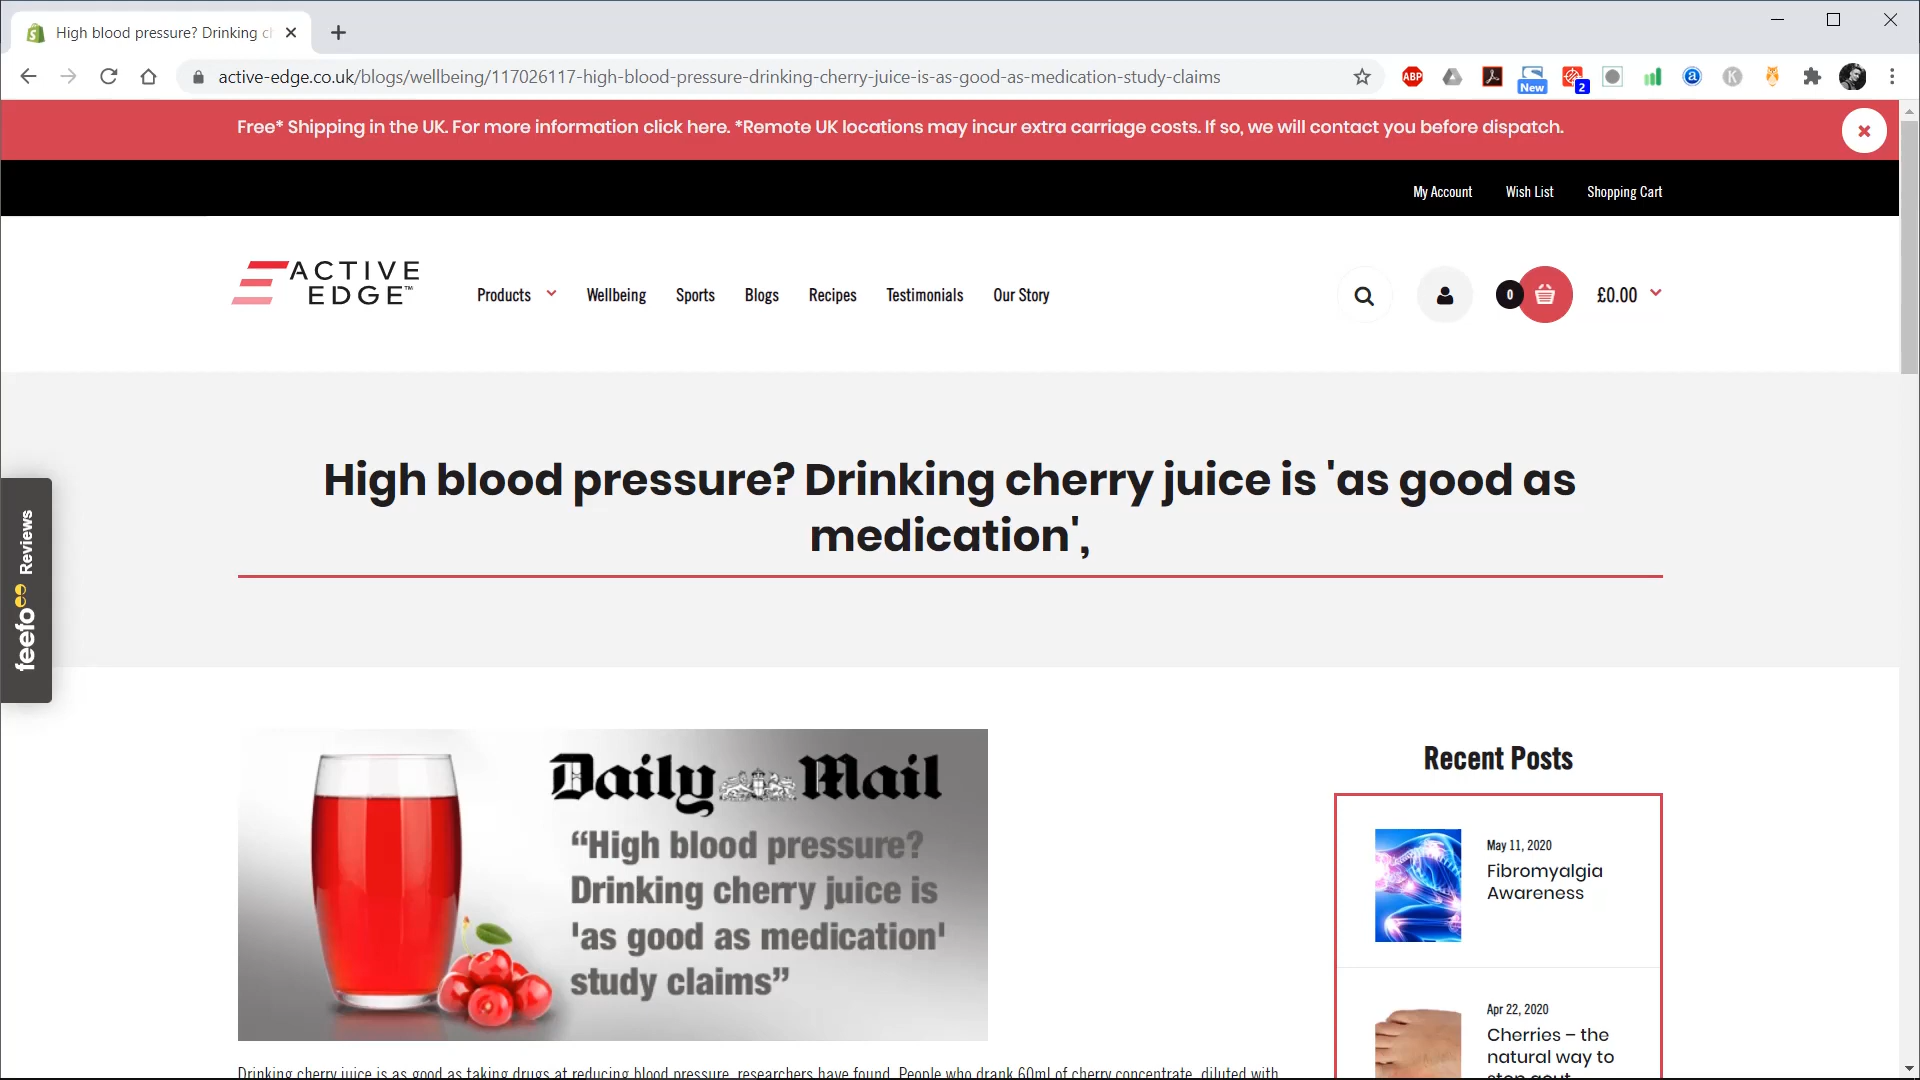 High blood pressure? Drinking ch
active-edge.co.uk/blogs/wellbeing/117026117-high-blood-pressure-drinking-cherry-juice-is-as-good-as-medication-study-claims
ABP
New
2
a
K
Free* Shipping in the UK. For more information click here. *Remote UK locations may incur extra carriage costs. If so, we will contact you before dispatch.
My Account Wish List Shopping Cart
ACTIVE
EDGE™
Products Wellbeing Sports Blogs Recipes Testimonials Our Story
0 £0.00
High blood pressure? Drinking cherry juice is 'as good as
medication',
feefo Reviews
Daily Mail
“High blood pressure?
Drinking cherry juice is
'as good as medication'
study claims”
Recent Posts
May 11, 2020
Fibromyalgia
Awareness
Apr 22, 2020
Cherries – the
natural way to
stop gout
Drinking cherry juice is as good as taking drugs at reducing blood pressure, researchers have found. People who drank 60ml of cherry concentrate, diluted with